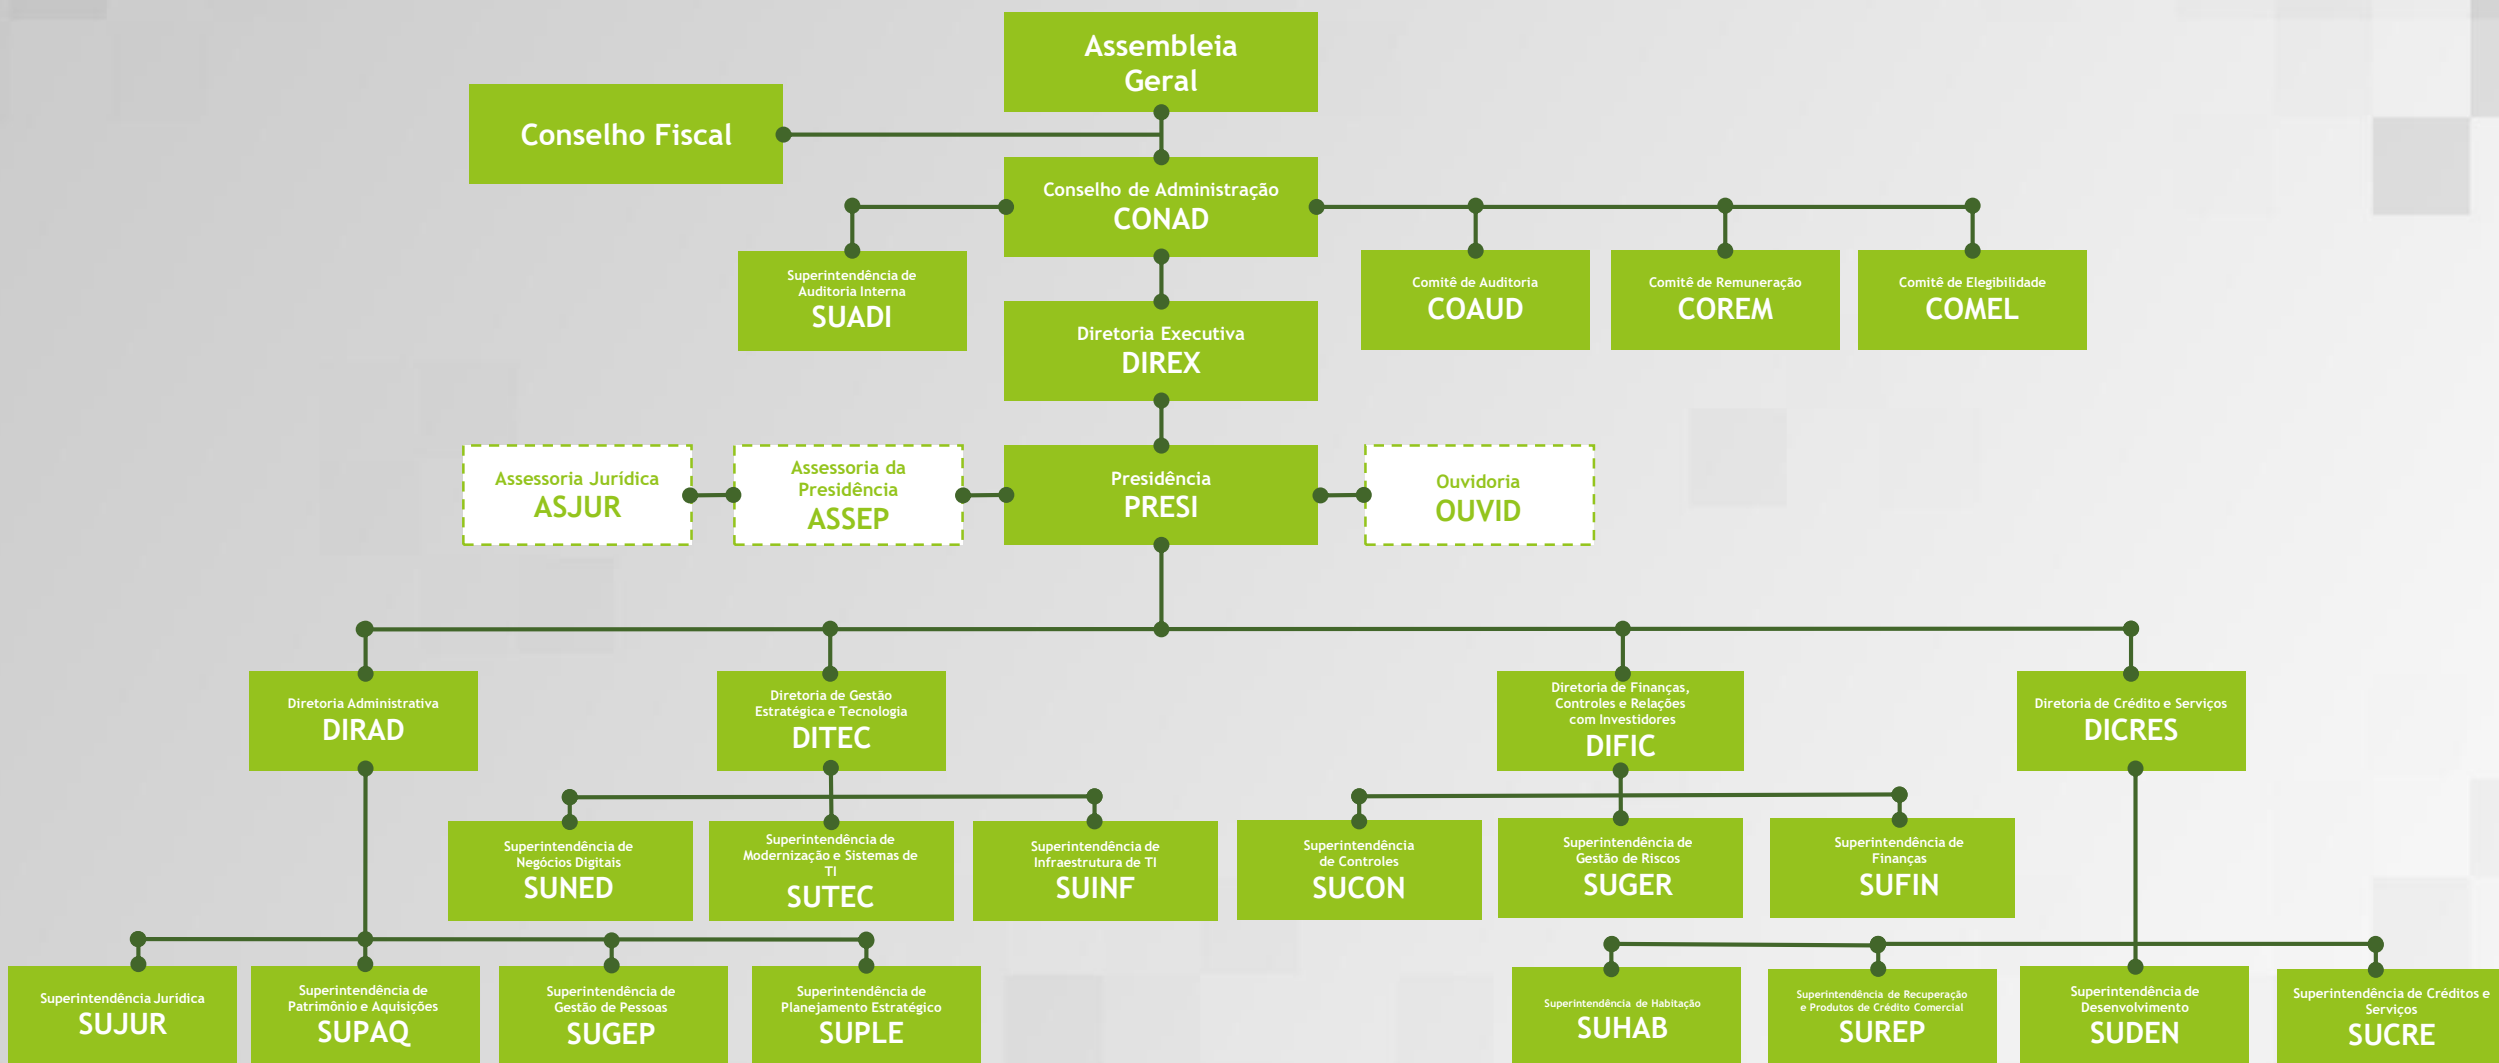 Assembleia
Geral
Conselho Fiscal
Conselho de Administração
CONAD
Superintendência de
Auditoria Interna
SUADI
Comitê de Auditoria
COAUD
Comitê de Remuneração
COREM
Comitê de Elegibilidade
COMEL
Diretoria Executiva
DIREX
Assessoria Jurídica
ASJUR
Assessoria da
Presidência
ASSEP
Presidência
PRESI
Ouvidoria
OUVID
Diretoria Administrativa
DIRAD
Diretoria de Gestão
Estratégica e Tecnologia
DITEC
Diretoria de Finanças,
Controles e Relações
com Investidores
DIFIC
Diretoria de Crédito e Serviços
DICRES
Superintendência de
Negócios Digitais
SUNED
Superintendência de
Modernização e Sistemas de
TI
SUTEC
Superintendência de
Infraestrutura de TI
SUINF
Superintendência
de Controles
SUCON
Superintendência de
Gestão de Riscos
SUGER
Superintendência de
Finanças
SUFIN
Superintendência Jurídica
SUJUR
Superintendência de
Patrimônio e Aquisições
SUPAQ
Superintendência de
Gestão de Pessoas
SUGEP
Superintendência de
Planejamento Estratégico
SUPLE
Superintendência de Habitação
SUHAB
Superintendência de Recuperação
e Produtos de Crédito Comercial
SUREP
Superintendência de
Desenvolvimento
SUDEN
Superintendência de Créditos e
Serviços
SUCRE